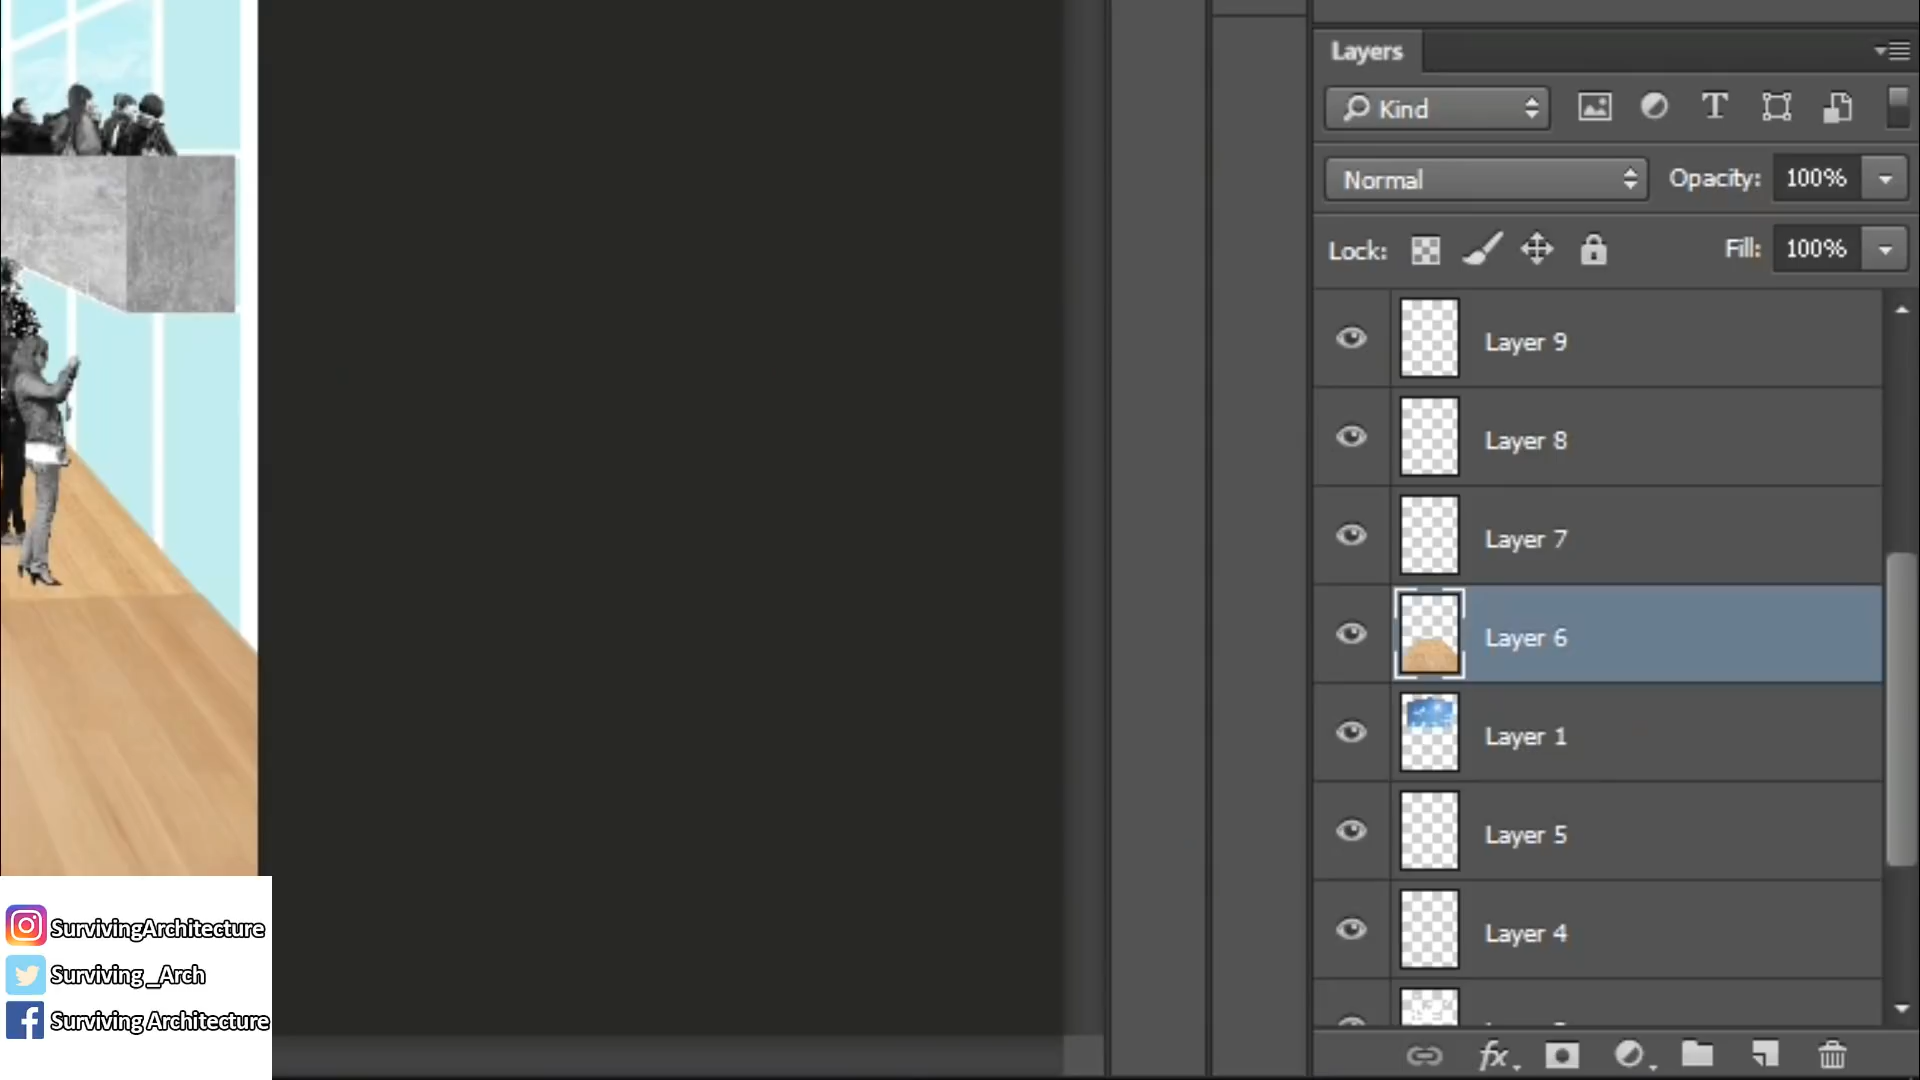 Layers
Kind
Normal
Opacity: 100%
Lock:
Fill: 100%
Layer 9
Layer 8
Layer 7
Layer 6
Layer 1
Layer 5
Layer 4
fx
SurvivingArchitecture
Surviving_Arch
Surviving Architecture